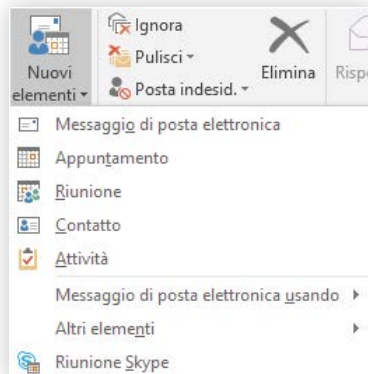 Nuovi
elementi
Ignora
Pulisci
Posta indesid.
Elimina
Messaggio di posta elettronica
Appuntamento
Riunione
Contatto
Attività
Messaggio di posta elettronica usando
Altri elementi
Riunione Skype